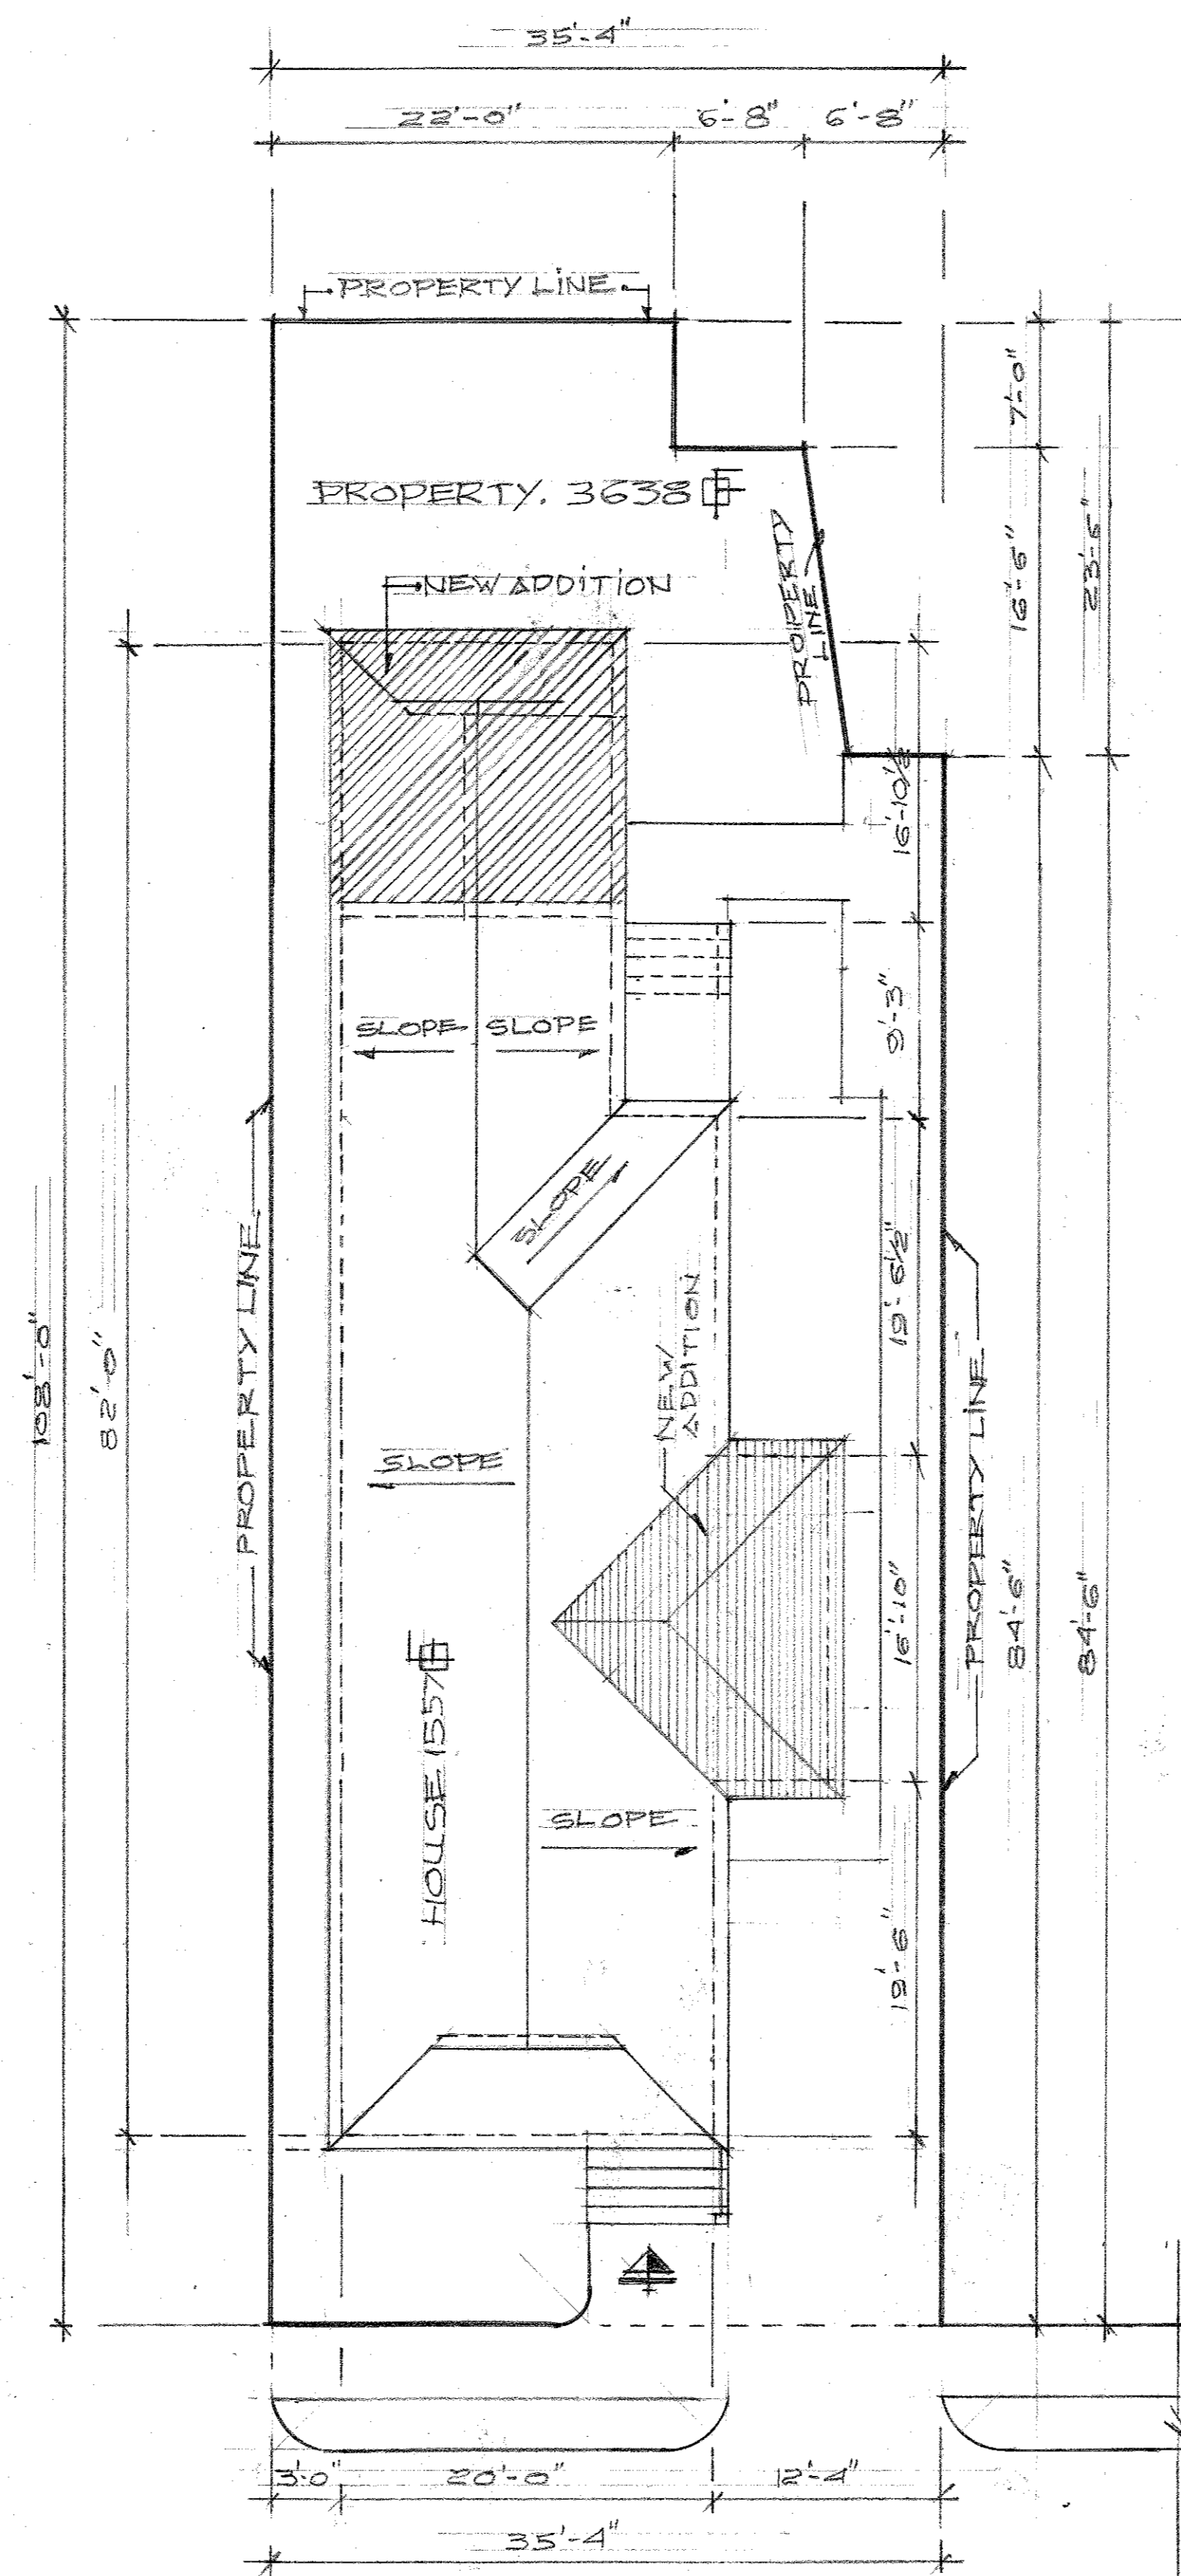 35'-4"
22'-0" 6'-8" 6'-8"
PROPERTY LINE
7'-0"
PROPERTY. 3638
PROPERTY
LINE
16'-6"
23'-6"
NEW ADDITION
16'-10½"
SLOPE SLOPE
9'-3"
SLOPE
PROPERTY LINE
108'-0"
82'-0"
NEW
ADDITION
19'-6½"
SLOPE
PROPERTY LINE
84'-6"
84'-6"
16'-10"
HOUSE 1557
SLOPE
19'-6"
3'-0" 20'-0" 12'-4"
35'-4"